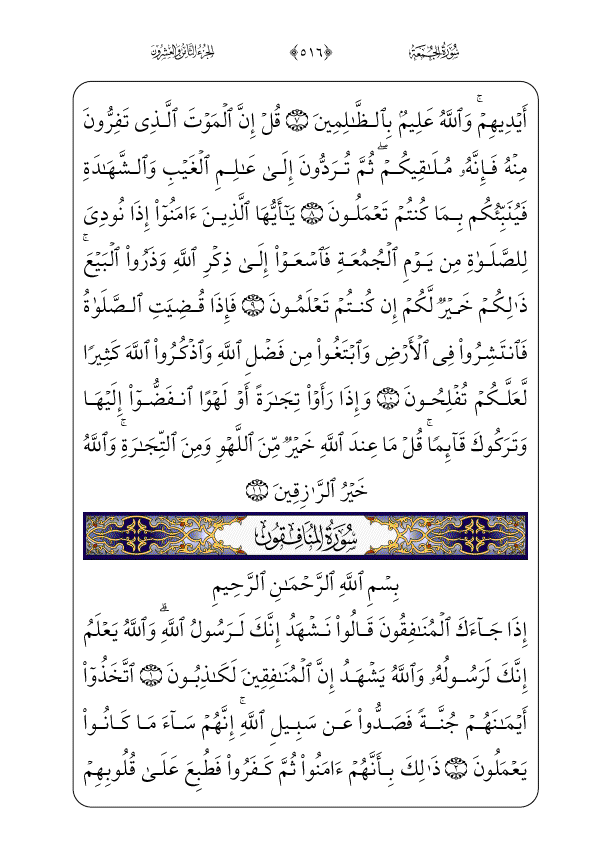 سُورَةُ الجُمُعَةِ ﴿٥١٦﴾ الجُزءُ الثَّانِي وَالعِشْرُونَ
أَيْدِيهِمْۚ وَٱللَّهُ عَلِيمٌۢ بِٱلظَّٰلِمِينَ ٧ قُلْ إِنَّ ٱلْمَوْتَ ٱلَّذِى تَفِرُّونَ
مِنْهُ فَإِنَّهُۥ مُلَٰقِيكُمْۖ ثُمَّ تُرَدُّونَ إِلَىٰ عَٰلِمِ ٱلْغَيْبِ وَٱلشَّهَٰدَةِ
فَيُنَبِّئُكُم بِمَا كُنتُمْ تَعْمَلُونَ ٨ يَٰٓأَيُّهَا ٱلَّذِينَ ءَامَنُوٓا۟ إِذَا نُودِىَ
لِلصَّلَوٰةِ مِن يَوْمِ ٱلْجُمُعَةِ فَٱسْعَوْا۟ إِلَىٰ ذِكْرِ ٱللَّهِ وَذَرُوا۟ ٱلْبَيْعَۚ
ذَٰلِكُمْ خَيْرٌ لَّكُمْ إِن كُنتُمْ تَعْلَمُونَ ٩ فَإِذَا قُضِيَتِ ٱلصَّلَوٰةُ
فَٱنتَشِرُوا۟ فِى ٱلْأَرْضِ وَٱبْتَغُوا۟ مِن فَضْلِ ٱللَّهِ وَٱذْكُرُوا۟ ٱللَّهَ كَثِيرًا
لَّعَلَّكُمْ تُفْلِحُونَ ١٠ وَإِذَا رَأَوْا۟ تِجَٰرَةً أَوْ لَهْوًا ٱنفَضُّوٓا۟ إِلَيْهَا
وَتَرَكُوكَ قَآئِمًاۚ قُلْ مَا عِندَ ٱللَّهِ خَيْرٌ مِّنَ ٱللَّهْوِ وَمِنَ ٱلتِّجَٰرَةِۚ وَٱللَّهُ
خَيْرُ ٱلرَّٰزِقِينَ ١١
سُورَةُ المُنَافِقُونَ
بِسْمِ ٱللَّهِ ٱلرَّحْمَٰنِ ٱلرَّحِيمِ
إِذَا جَآءَكَ ٱلْمُنَٰفِقُونَ قَالُوا۟ نَشْهَدُ إِنَّكَ لَرَسُولُ ٱللَّهِۗ وَٱللَّهُ يَعْلَمُ
إِنَّكَ لَرَسُولُهُۥ وَٱللَّهُ يَشْهَدُ إِنَّ ٱلْمُنَٰفِقِينَ لَكَٰذِبُونَ ١ ٱتَّخَذُوٓا۟
أَيْمَٰنَهُمْ جُنَّةً فَصَدُّوا۟ عَن سَبِيلِ ٱللَّهِۚ إِنَّهُمْ سَآءَ مَا كَانُوا۟
يَعْمَلُونَ ٢ ذَٰلِكَ بِأَنَّهُمْ ءَامَنُوا۟ ثُمَّ كَفَرُوا۟ فَطُبِعَ عَلَىٰ قُلُوبِهِمْ